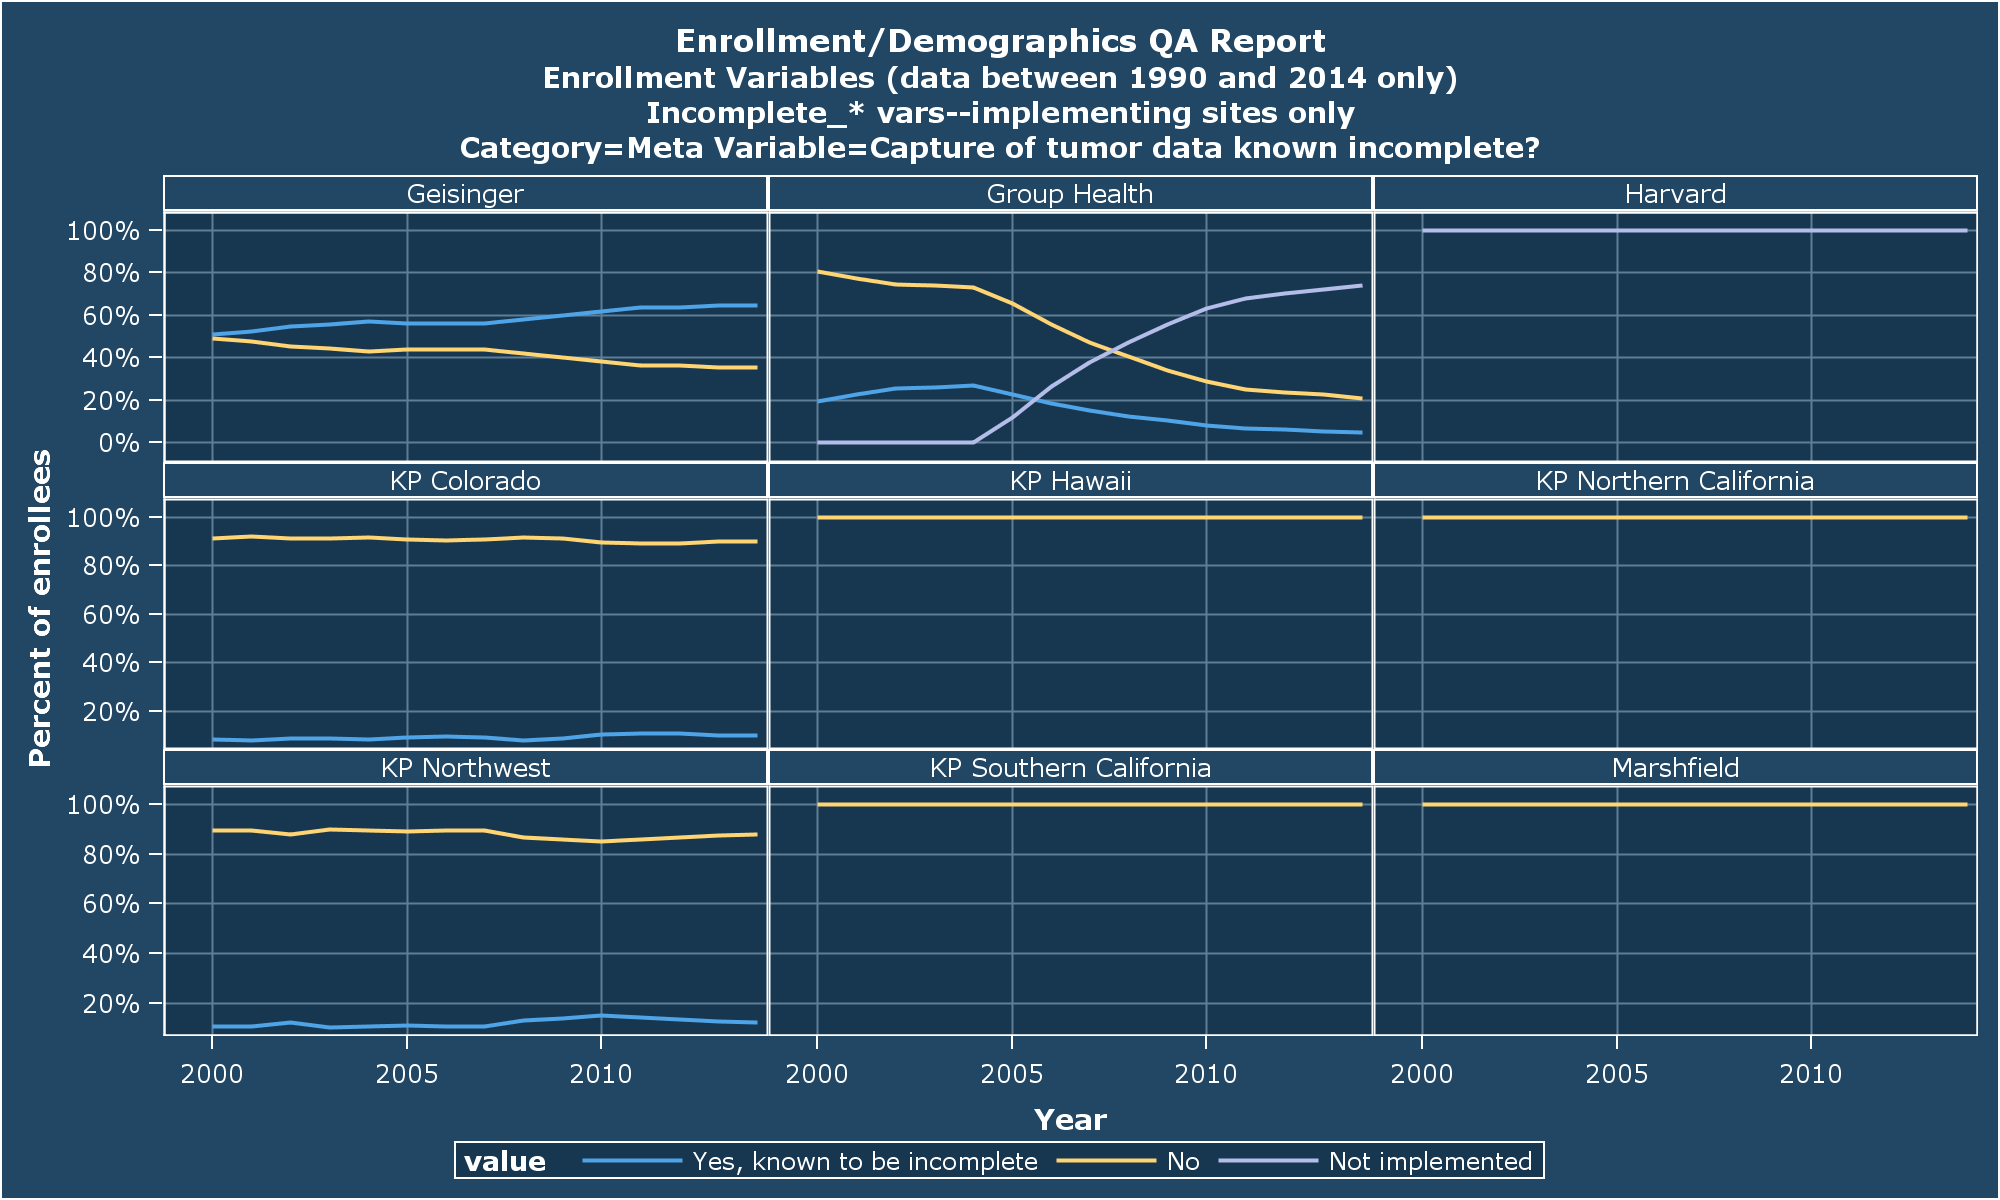 Enrollment/Demographics QA Report
Enrollment Variables (data between 1990 and 2014 only)
Incomplete_* vars--implementing sites only
Category=Meta Variable=Capture of tumor data known incomplete?
Geisinger
Group Health
Harvard
100%
80%
60%
40%
20%
0%
KP Colorado
KP Hawaii
KP Northern California
100%
80%
60%
40%
20%
KP Northwest
KP Southern California
Marshfield
100%
80%
60%
40%
20%
Percent of enrollees
2000 2005 2010 2000 2005 2010 2000 2005 2010
Year
value Yes, known to be incomplete No Not implemented